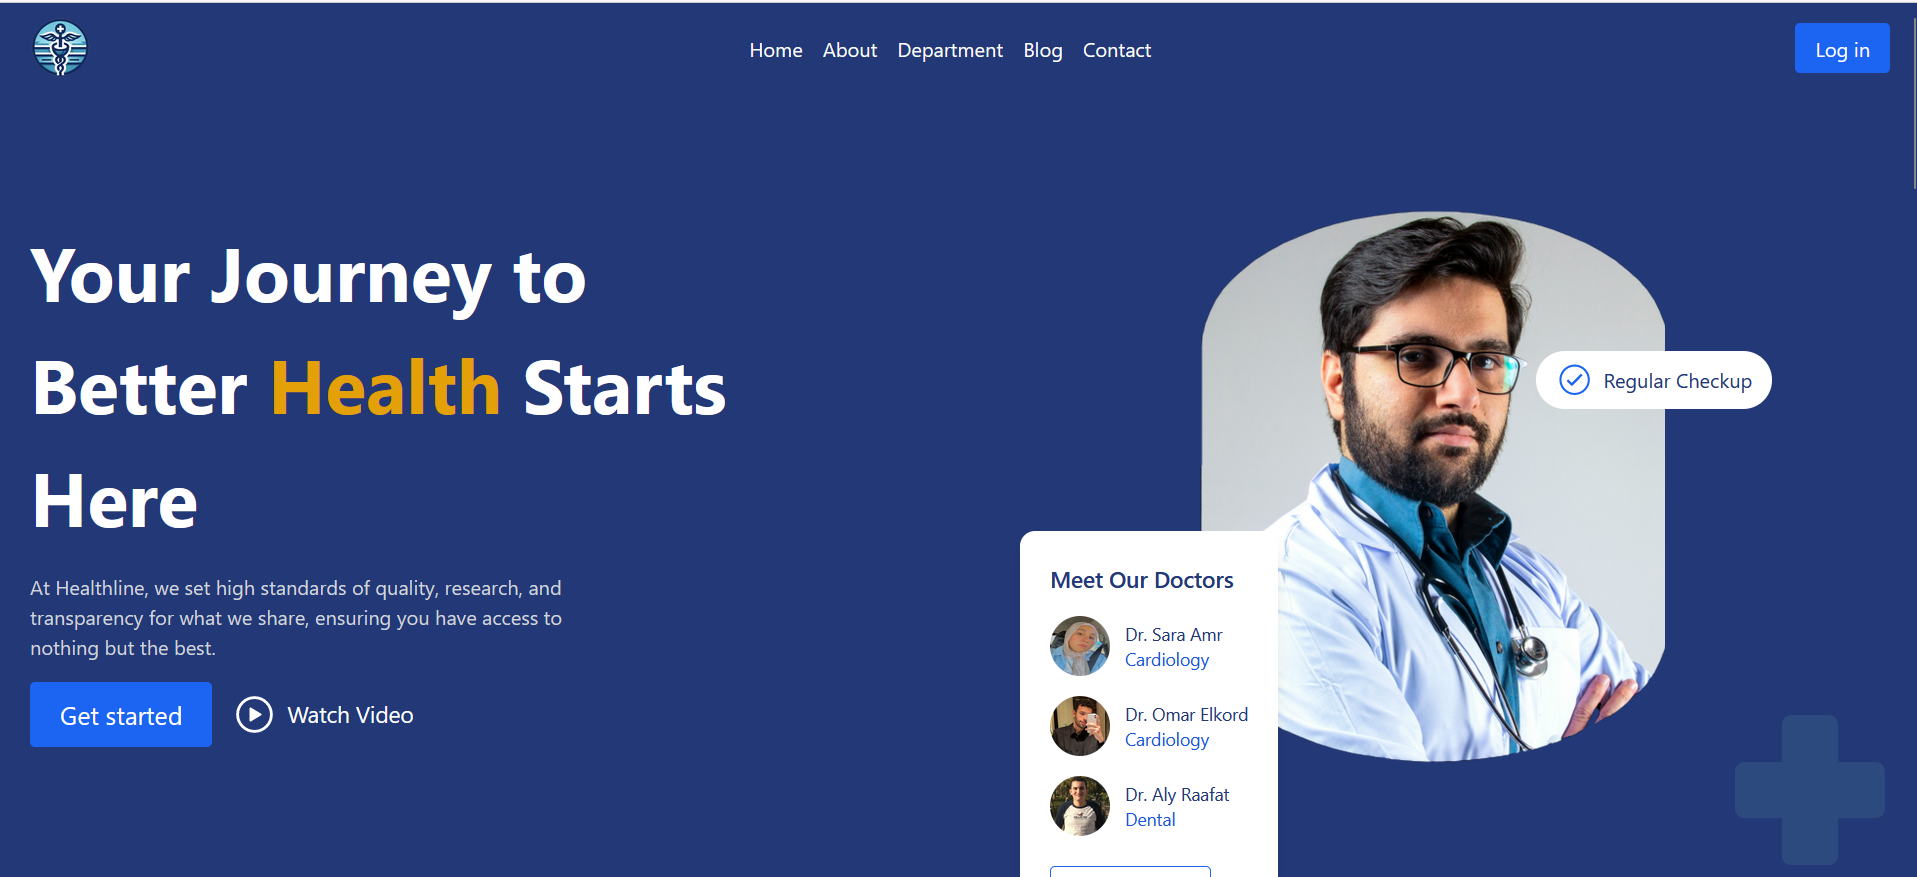 Home About Department Blog Contact
Log in
Your Journey to
Better Health Starts
Here
At Healthline, we set high standards of quality, research, and
transparency for what we share, ensuring you have access to
nothing but the best.
Get started
Watch Video
Regular Checkup
Meet Our Doctors
Dr. Sara Amr
Cardiology
Dr. Omar Elkord
Cardiology
Dr. Aly Raafat
Dental